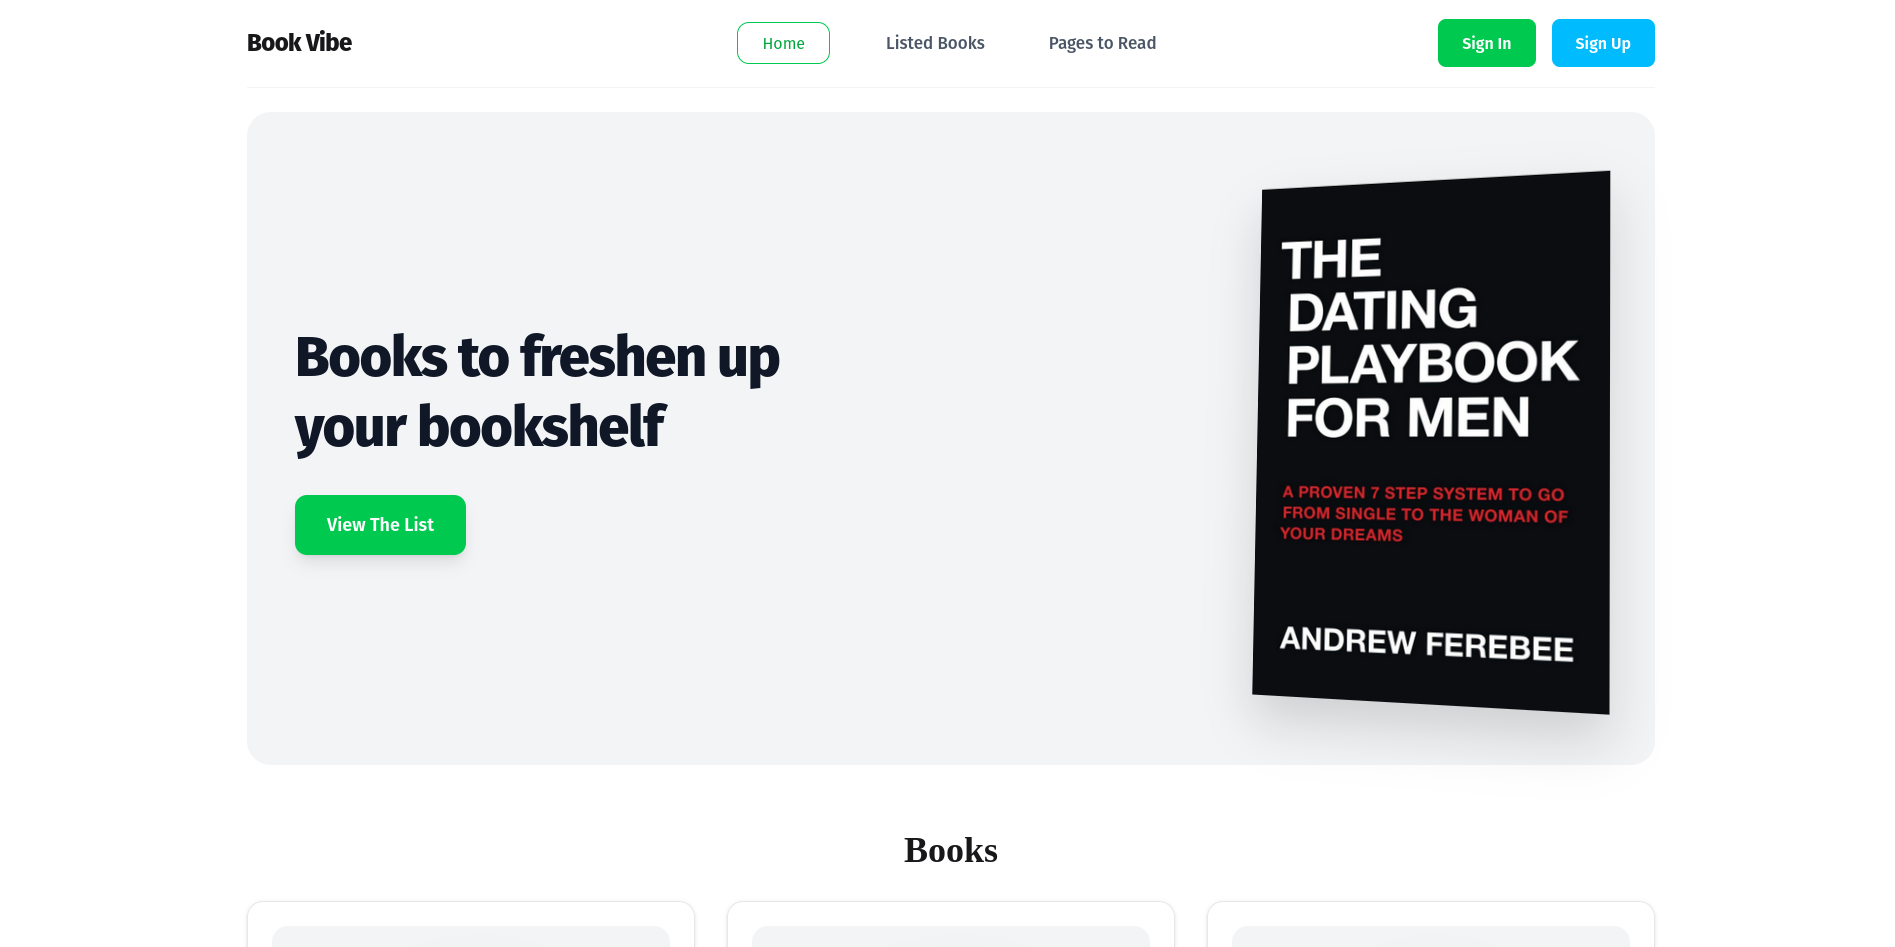 Book Vibe
Home
Listed Books
Pages to Read
Sign In
Sign Up
Books to freshen up
your bookshelf
View The List
THE
DATING
PLAYBOOK
FOR MEN
A PROVEN 7 STEP SYSTEM TO GO
FROM SINGLE TO THE WOMAN OF
YOUR DREAMS
ANDREW FEREBEE
Books